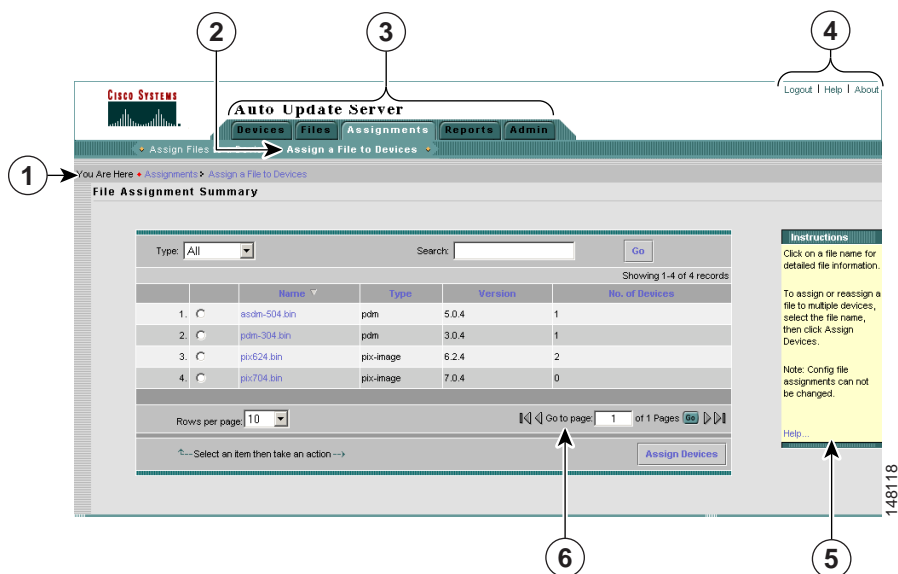 2
3
4
Logout | Help | About
CISCO SYSTEMS
Auto Update Server
Devices Files Assignments Reports Admin
Assign Files Assign a File to Devices
1
You Are Here • Assignments > Assign a File to Devices
File Assignment Summary
Type: All Search: Go
Showing 1-4 of 4 records
Name Type Version No. of Devices
1. asdm-504.bin pdm 5.0.4 1
2. pdm-304.bin pdm 3.0.4 1
3. pix624.bin pix-image 6.2.4 2
4. pix704.bin pix-image 7.0.4 0
Rows per page: 10 Go to page: 1 of 1 Pages Go
--Select an item then take an action-->
Assign Devices
Instructions
Click on a file name for
detailed file information.
To assign or reassign a
file to multiple devices,
select the file name,
then click Assign
Devices.
Note: Config file
assignments can not
be changed.
Help...
148118
6
5